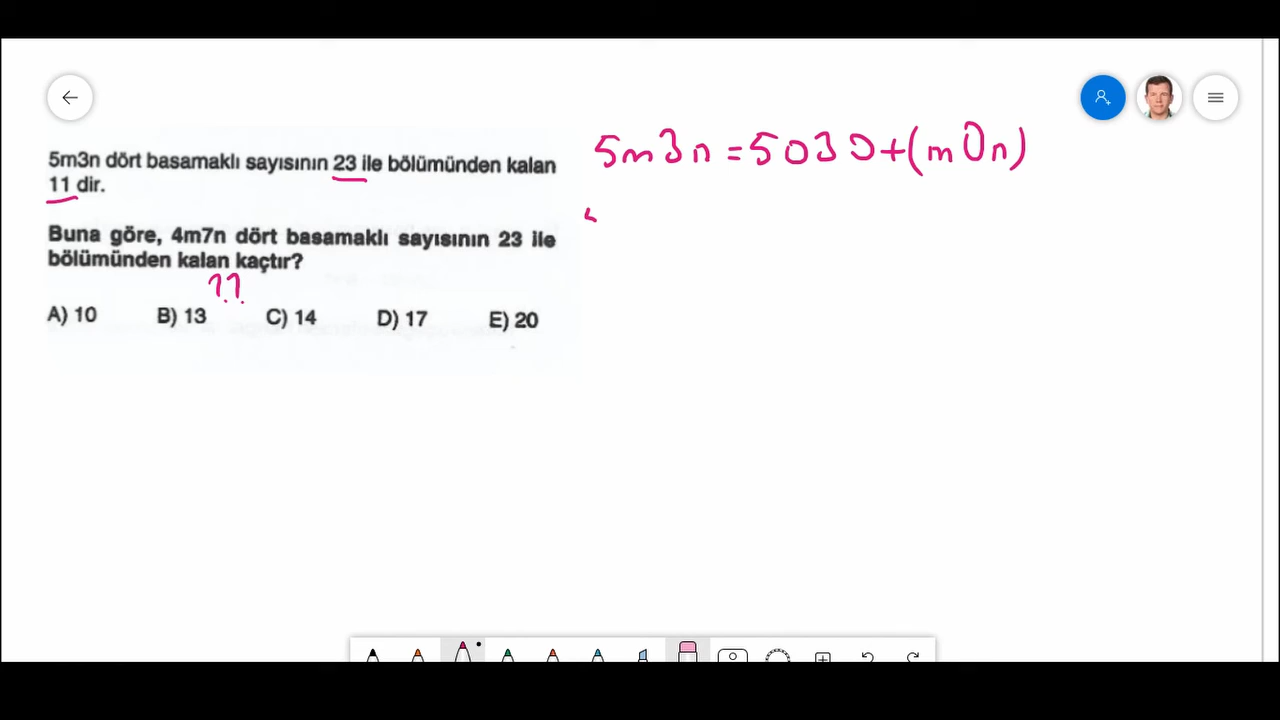 5m3n dört basamaklı sayısının 23 ile bölümünden kalan
11 dir.
Buna göre, 4m7n dört basamaklı sayısının 23 ile
bölümünden kalan kaçtır?
??
A) 10 B) 13 C) 14 D) 17 E) 20
5m3n = 5030 + (m0n)